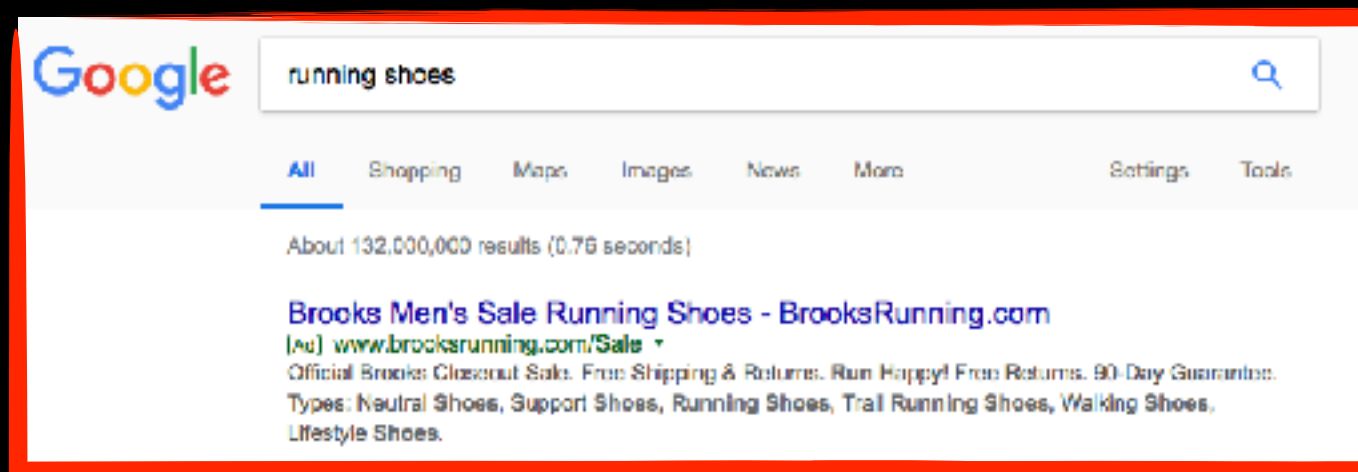 Google
running shoes
All Shopping Maps Images News More Settings Tools
About 132,000,000 results (0.76 seconds)
Brooks Men's Sale Running Shoes - BrooksRunning.com
[Ad] www.brooksrunning.com/Sale ▾
Official Brooks Closeout Sale. Free Shipping & Returns. Run Happy! Free Returns. 90-Day Guarantee.
Types: Neutral Shoes, Support Shoes, Running Shoes, Trail Running Shoes, Walking Shoes,
Lifestyle Shoes.